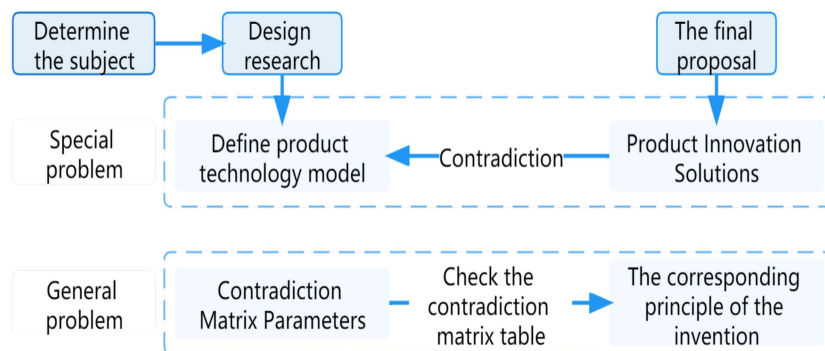 Determine
the subject
Design
research
The final
proposal
Special
problem
Define product
technology model
Contradiction
Product Innovation
Solutions
General
problem
Contradiction
Matrix Parameters
Check the
contradiction
matrix table
The corresponding
principle of the
invention